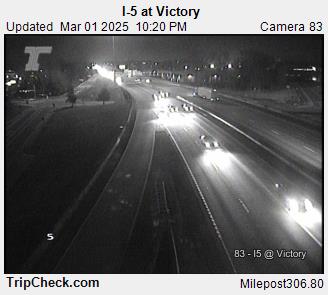 I-5 at Victory
Updated Mar 01 2025 10:20 PM Camera 83
S
83 - I5 @ Victory
TripCheck.com Milepost306.80